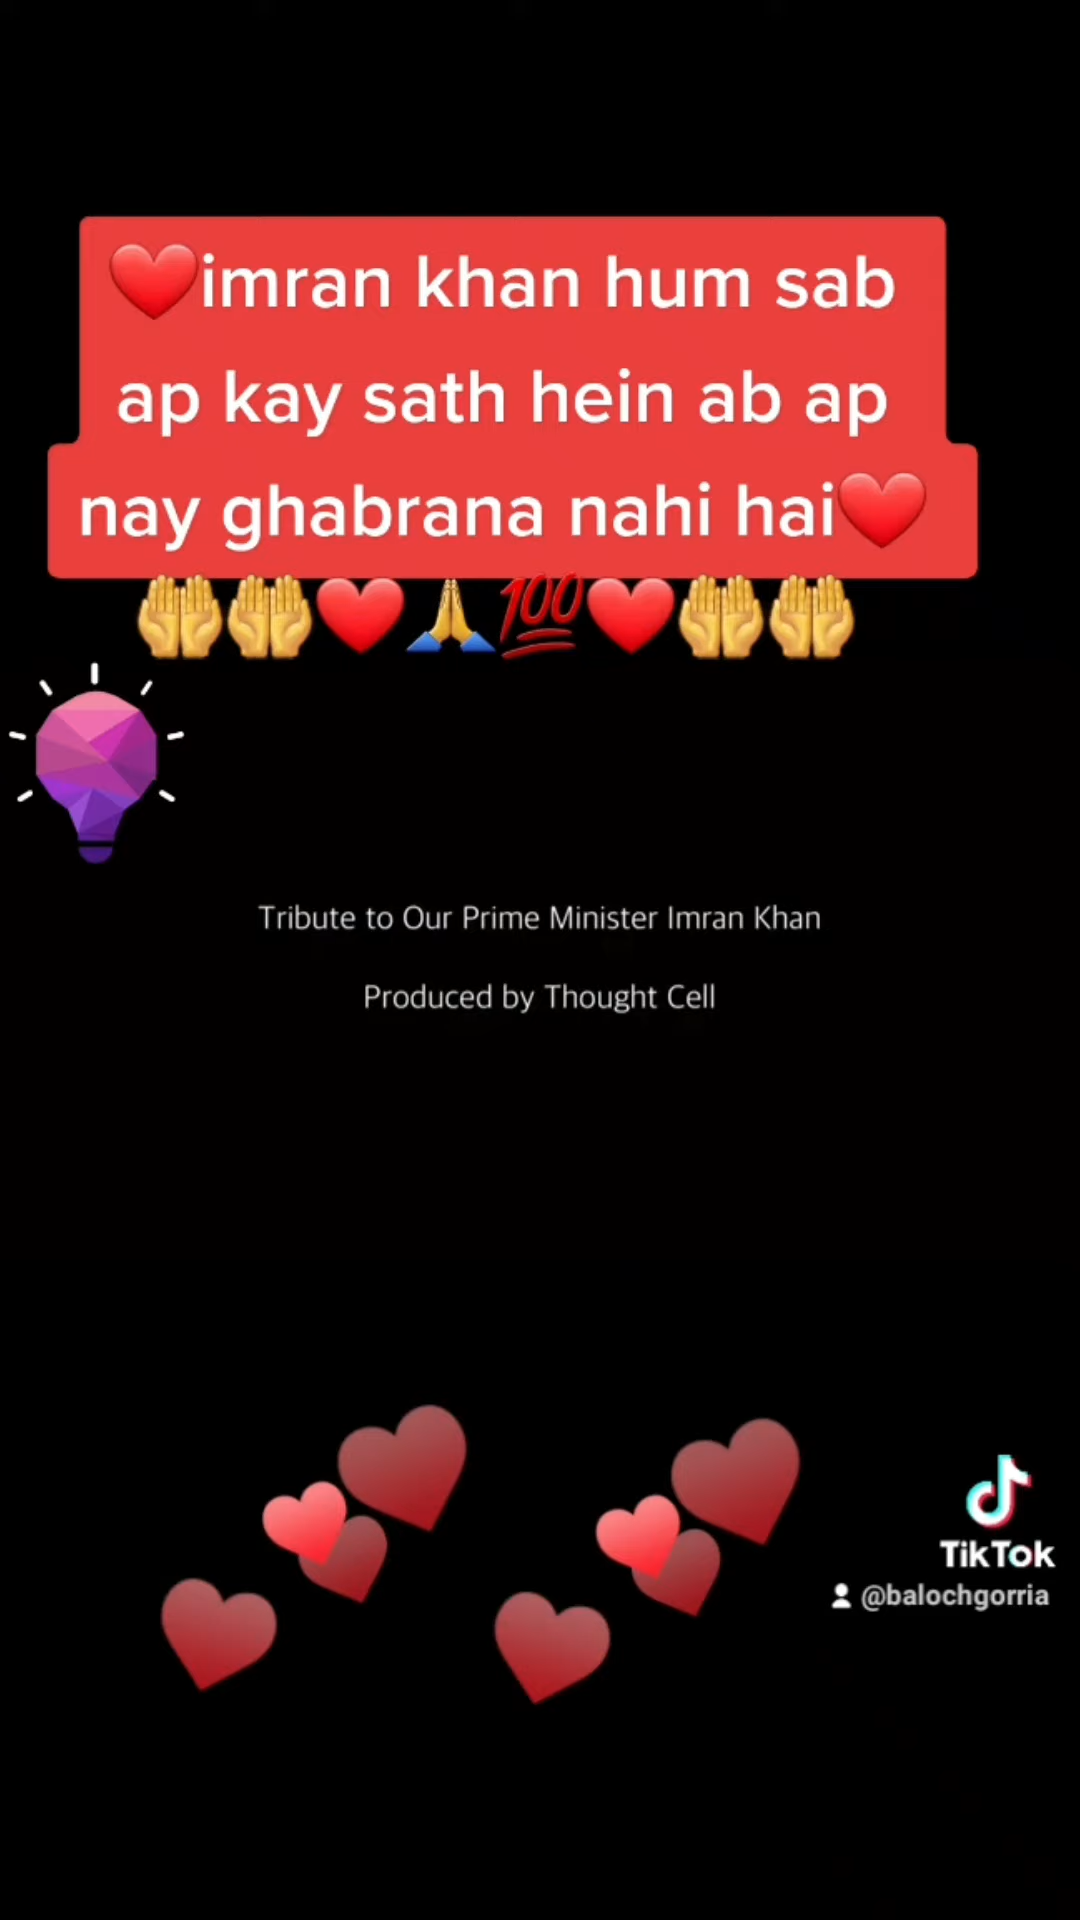 ❤️imran khan hum sab
ap kay sath hein ab ap
nay ghabrana nahi hai❤️
🤲🤲❤️🙏💯❤️🤲🤲
Tribute to Our Prime Minister Imran Khan
Produced by Thought Cell
TikTok
@balochgorria